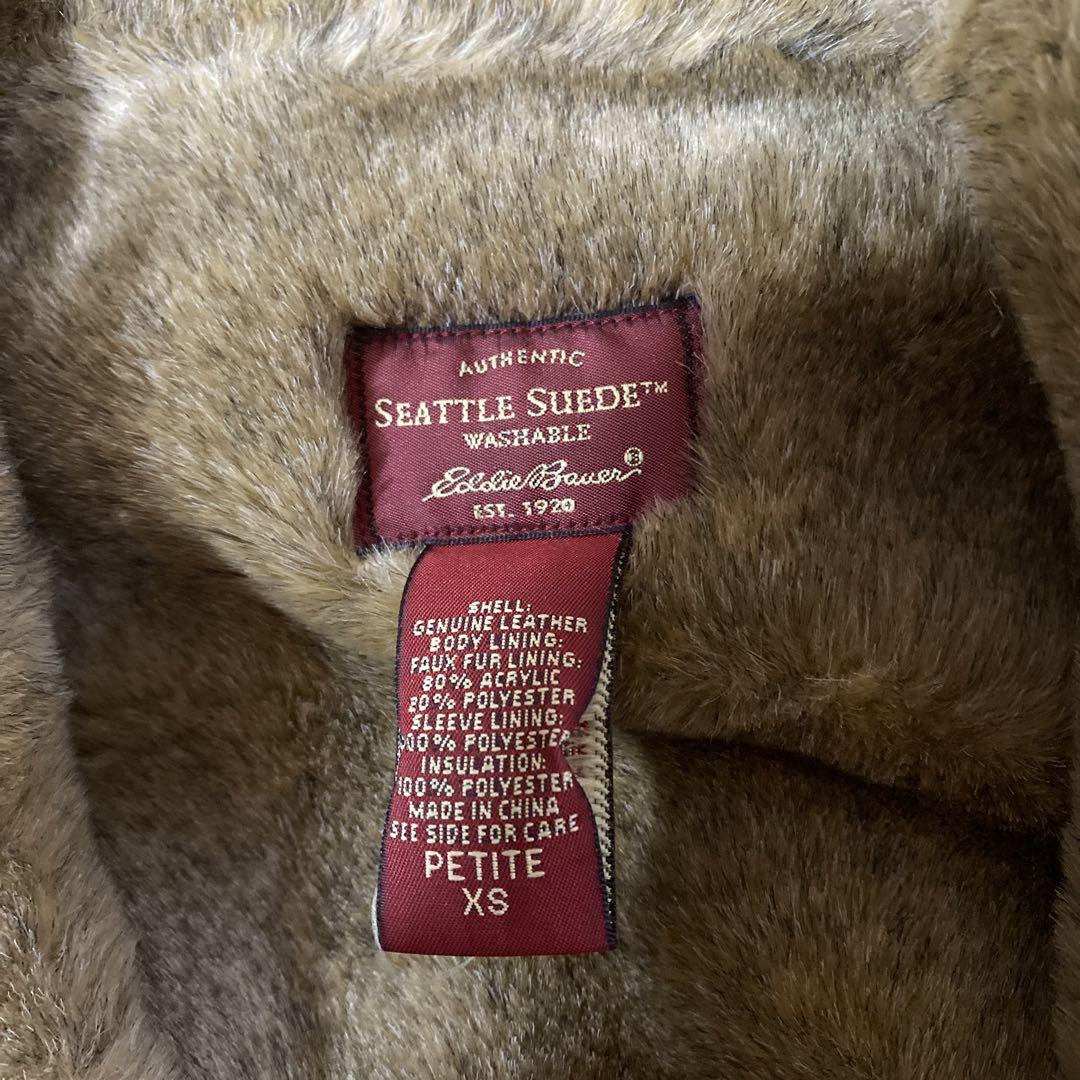 AUTHENTIC
SEATTLE SUEDE™
WASHABLE
Eddie Bauer®
EST. 1920
SHELL:
GENUINE LEATHER
BODY LINING:
FAUX FUR LINING:
80% ACRYLIC
20% POLYESTER
SLEEVE LINING:
100% POLYESTER
INSULATION:
100% POLYESTER
MADE IN CHINA
SEE SIDE FOR CARE
PETITE
XS